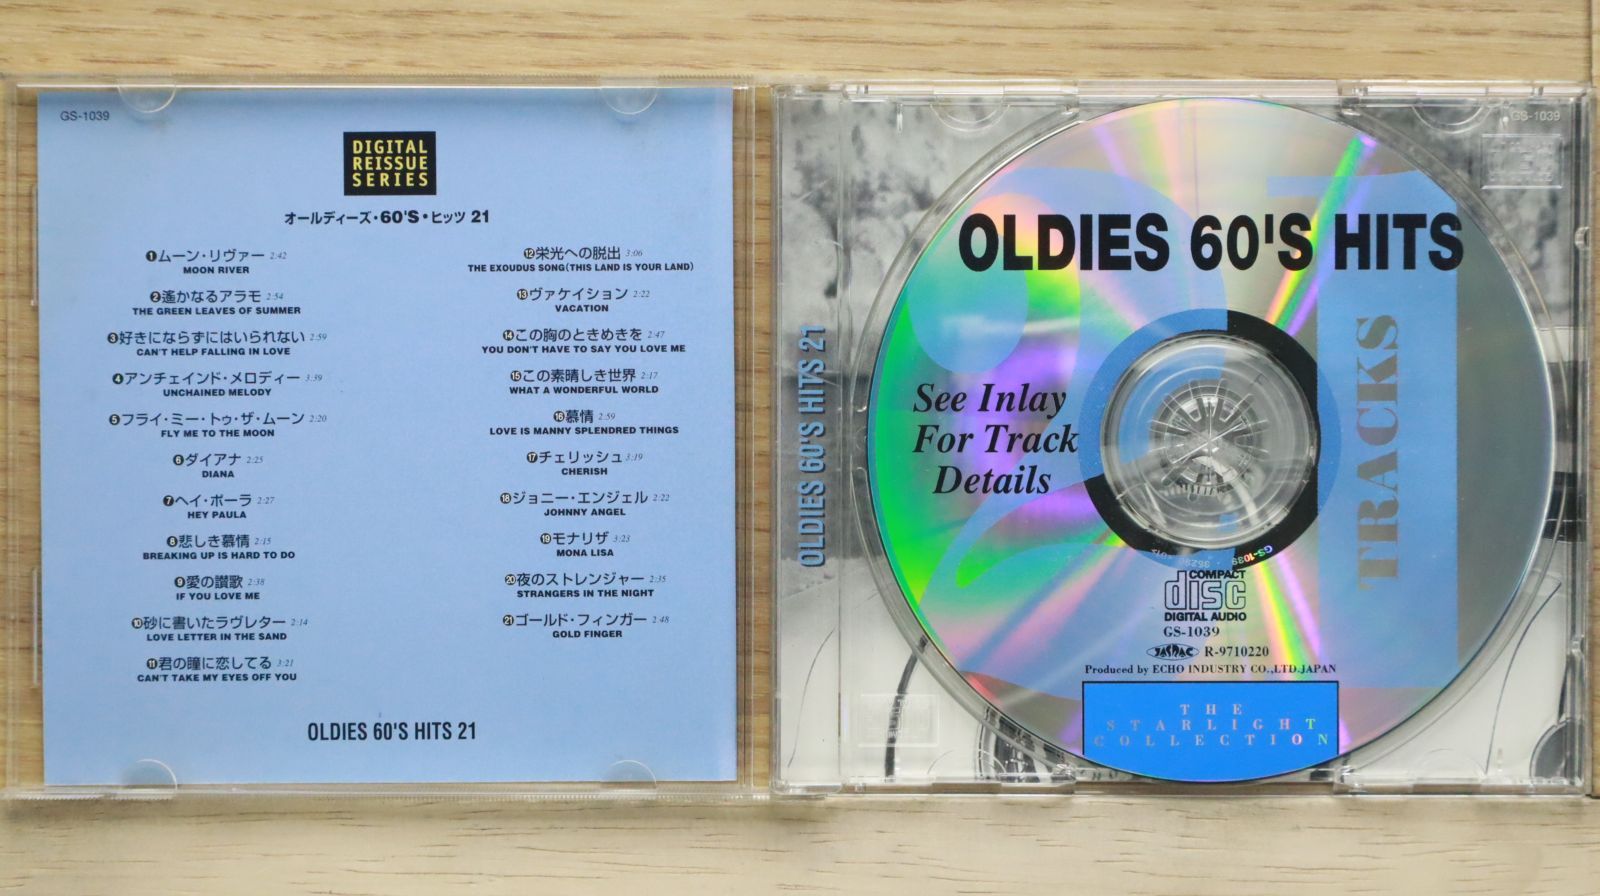 GS-1039
DIGITAL
REISSUE
SERIES
オールディーズ・60'S・ヒッツ 21
❶ムーン・リヴァー 2:42
MOON RIVER
❷遙かなるアラモ 2:54
THE GREEN LEAVES OF SUMMER
❸好きにならずにはいられない 2:59
CAN'T HELP FALLING IN LOVE
❹アンチェインド・メロディー 3:39
UNCHAINED MELODY
❺フライ・ミー・トゥ・ザ・ムーン 2:20
FLY ME TO THE MOON
❻ダイアナ 2:25
DIANA
❼ヘイ・ポーラ 2:27
HEY PAULA
❽悲しき慕情 2:15
BREAKING UP IS HARD TO DO
❾愛の讃歌 2:38
IF YOU LOVE ME
❿砂に書いたラヴレター 2:14
LOVE LETTER IN THE SAND
⓫君の瞳に恋してる 3:21
CAN'T TAKE MY EYES OFF YOU
⓬栄光への脱出 3:06
THE EXOUDUS SONG(THIS LAND IS YOUR LAND)
⓭ヴァケイション 2:22
VACATION
⓮この胸のときめきを 2:47
YOU DON'T HAVE TO SAY YOU LOVE ME
⓯この素晴しき世界 2:17
WHAT A WONDERFUL WORLD
⓰慕情 2:59
LOVE IS MANNY SPLENDRED THINGS
⓱チェリッシュ 3:19
CHERISH
⓲ジョニー・エンジェル 2:22
JOHNNY ANGEL
⓳モナリザ 3:23
MONA LISA
⓴夜のストレンジャー 2:35
STRANGERS IN THE NIGHT
㉑ゴールド・フィンガー 2:48
GOLD FINGER
OLDIES 60'S HITS 21
OLDIES 60'S HITS 21
GS-1039
OLDIES 60'S HITS
21
TRACKS
See Inlay
For Track
Details
GS-1039
COMPACT
disc
DIGITAL AUDIO
GS-1039
JASRAC R-9710220
Produced by ECHO INDUSTRY CO.,LTD.JAPAN
THE
STARLIGHT
COLLECTION